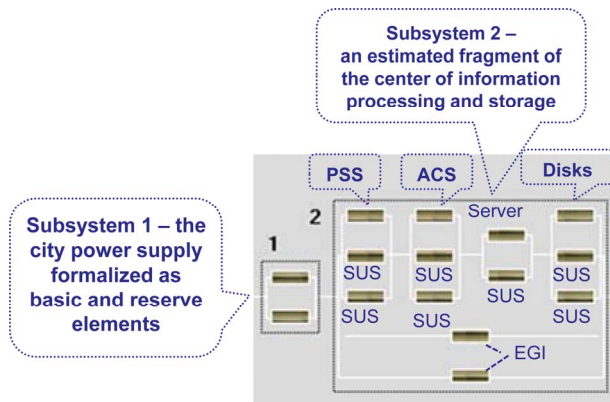 Subsystem 2 –
an estimated fragment of
the center of information
processing and storage
PSS
ACS
Disks
Subsystem 1 – the
city power supply
formalized as
basic and reserve
elements
1
2
Server
SUS
SUS
SUS
SUS
SUS
SUS
SUS
EGI